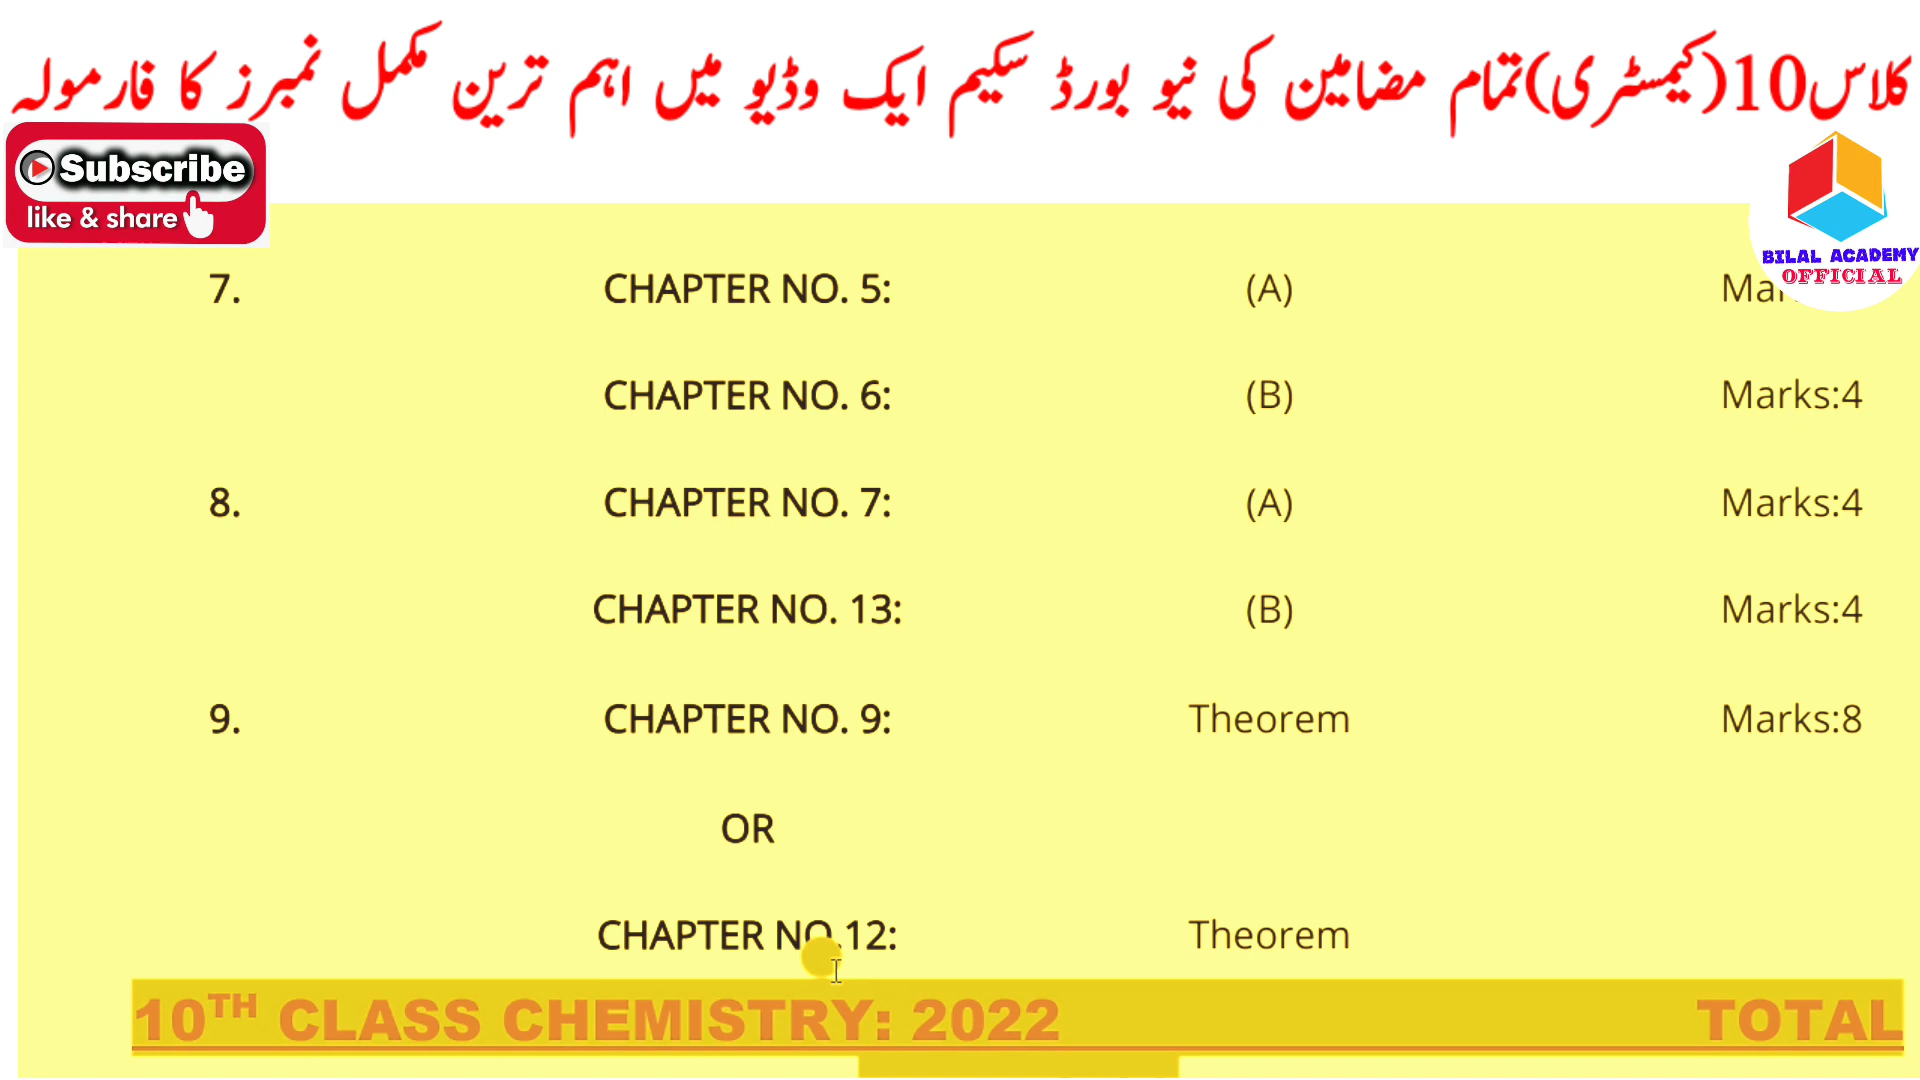 کلاس10(کیمسٹری)تمام مضامین کی نیو بورڈ سکیم ایک وڈیو میں اہم ترین مکمل نمبرز کا فارمولہ
Subscribe
like & share
BILAL ACADEMY
OFFICIAL
7. CHAPTER NO. 5: (A)
CHAPTER NO. 6: (B) Marks:4
8. CHAPTER NO. 7: (A) Marks:4
CHAPTER NO. 13: (B) Marks:4
9. CHAPTER NO. 9: Theorem Marks:8
OR
CHAPTER NO.12: Theorem
10TH CLASS CHEMISTRY: 2022 TOTAL